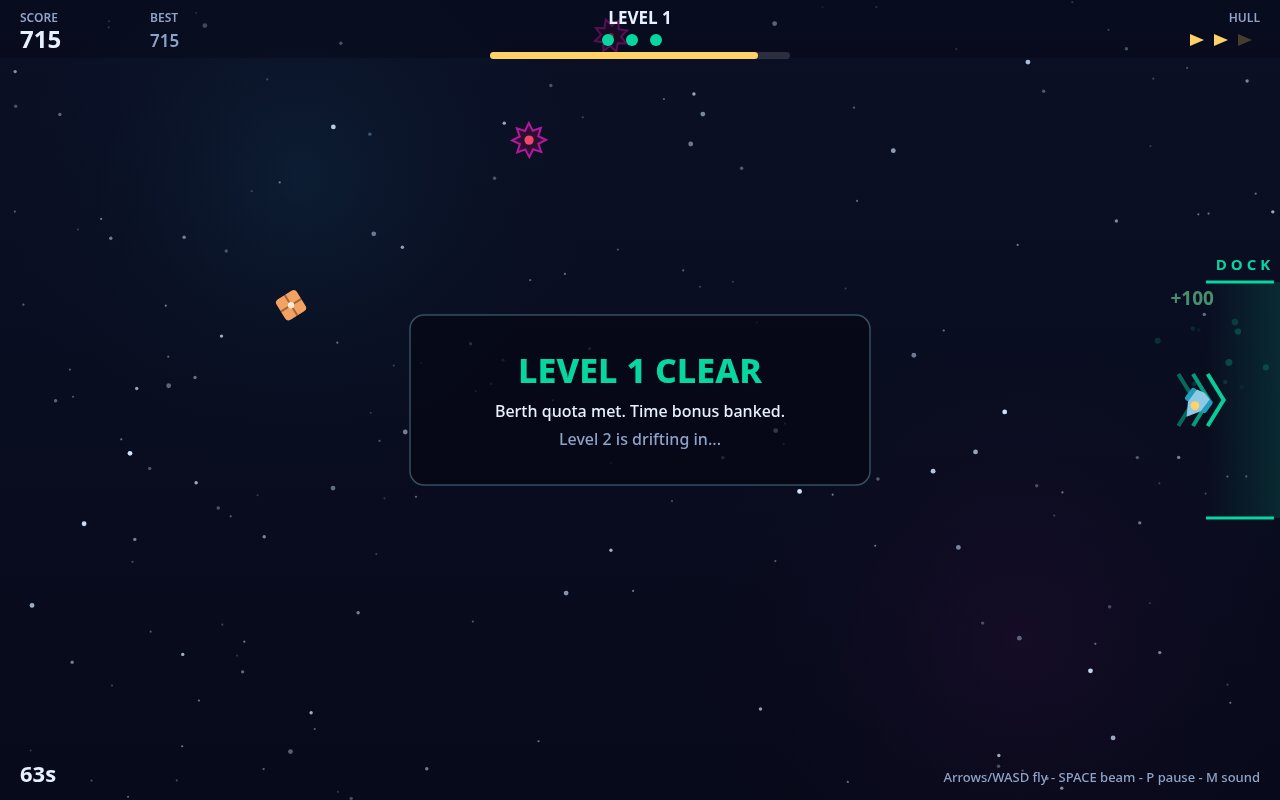 SCORE
715
BEST
715
LEVEL 1
HULL
DOCK
+100
LEVEL 1 CLEAR
Berth quota met. Time bonus banked.
Level 2 is drifting in...
63s
Arrows/WASD fly - SPACE beam - P pause - M sound